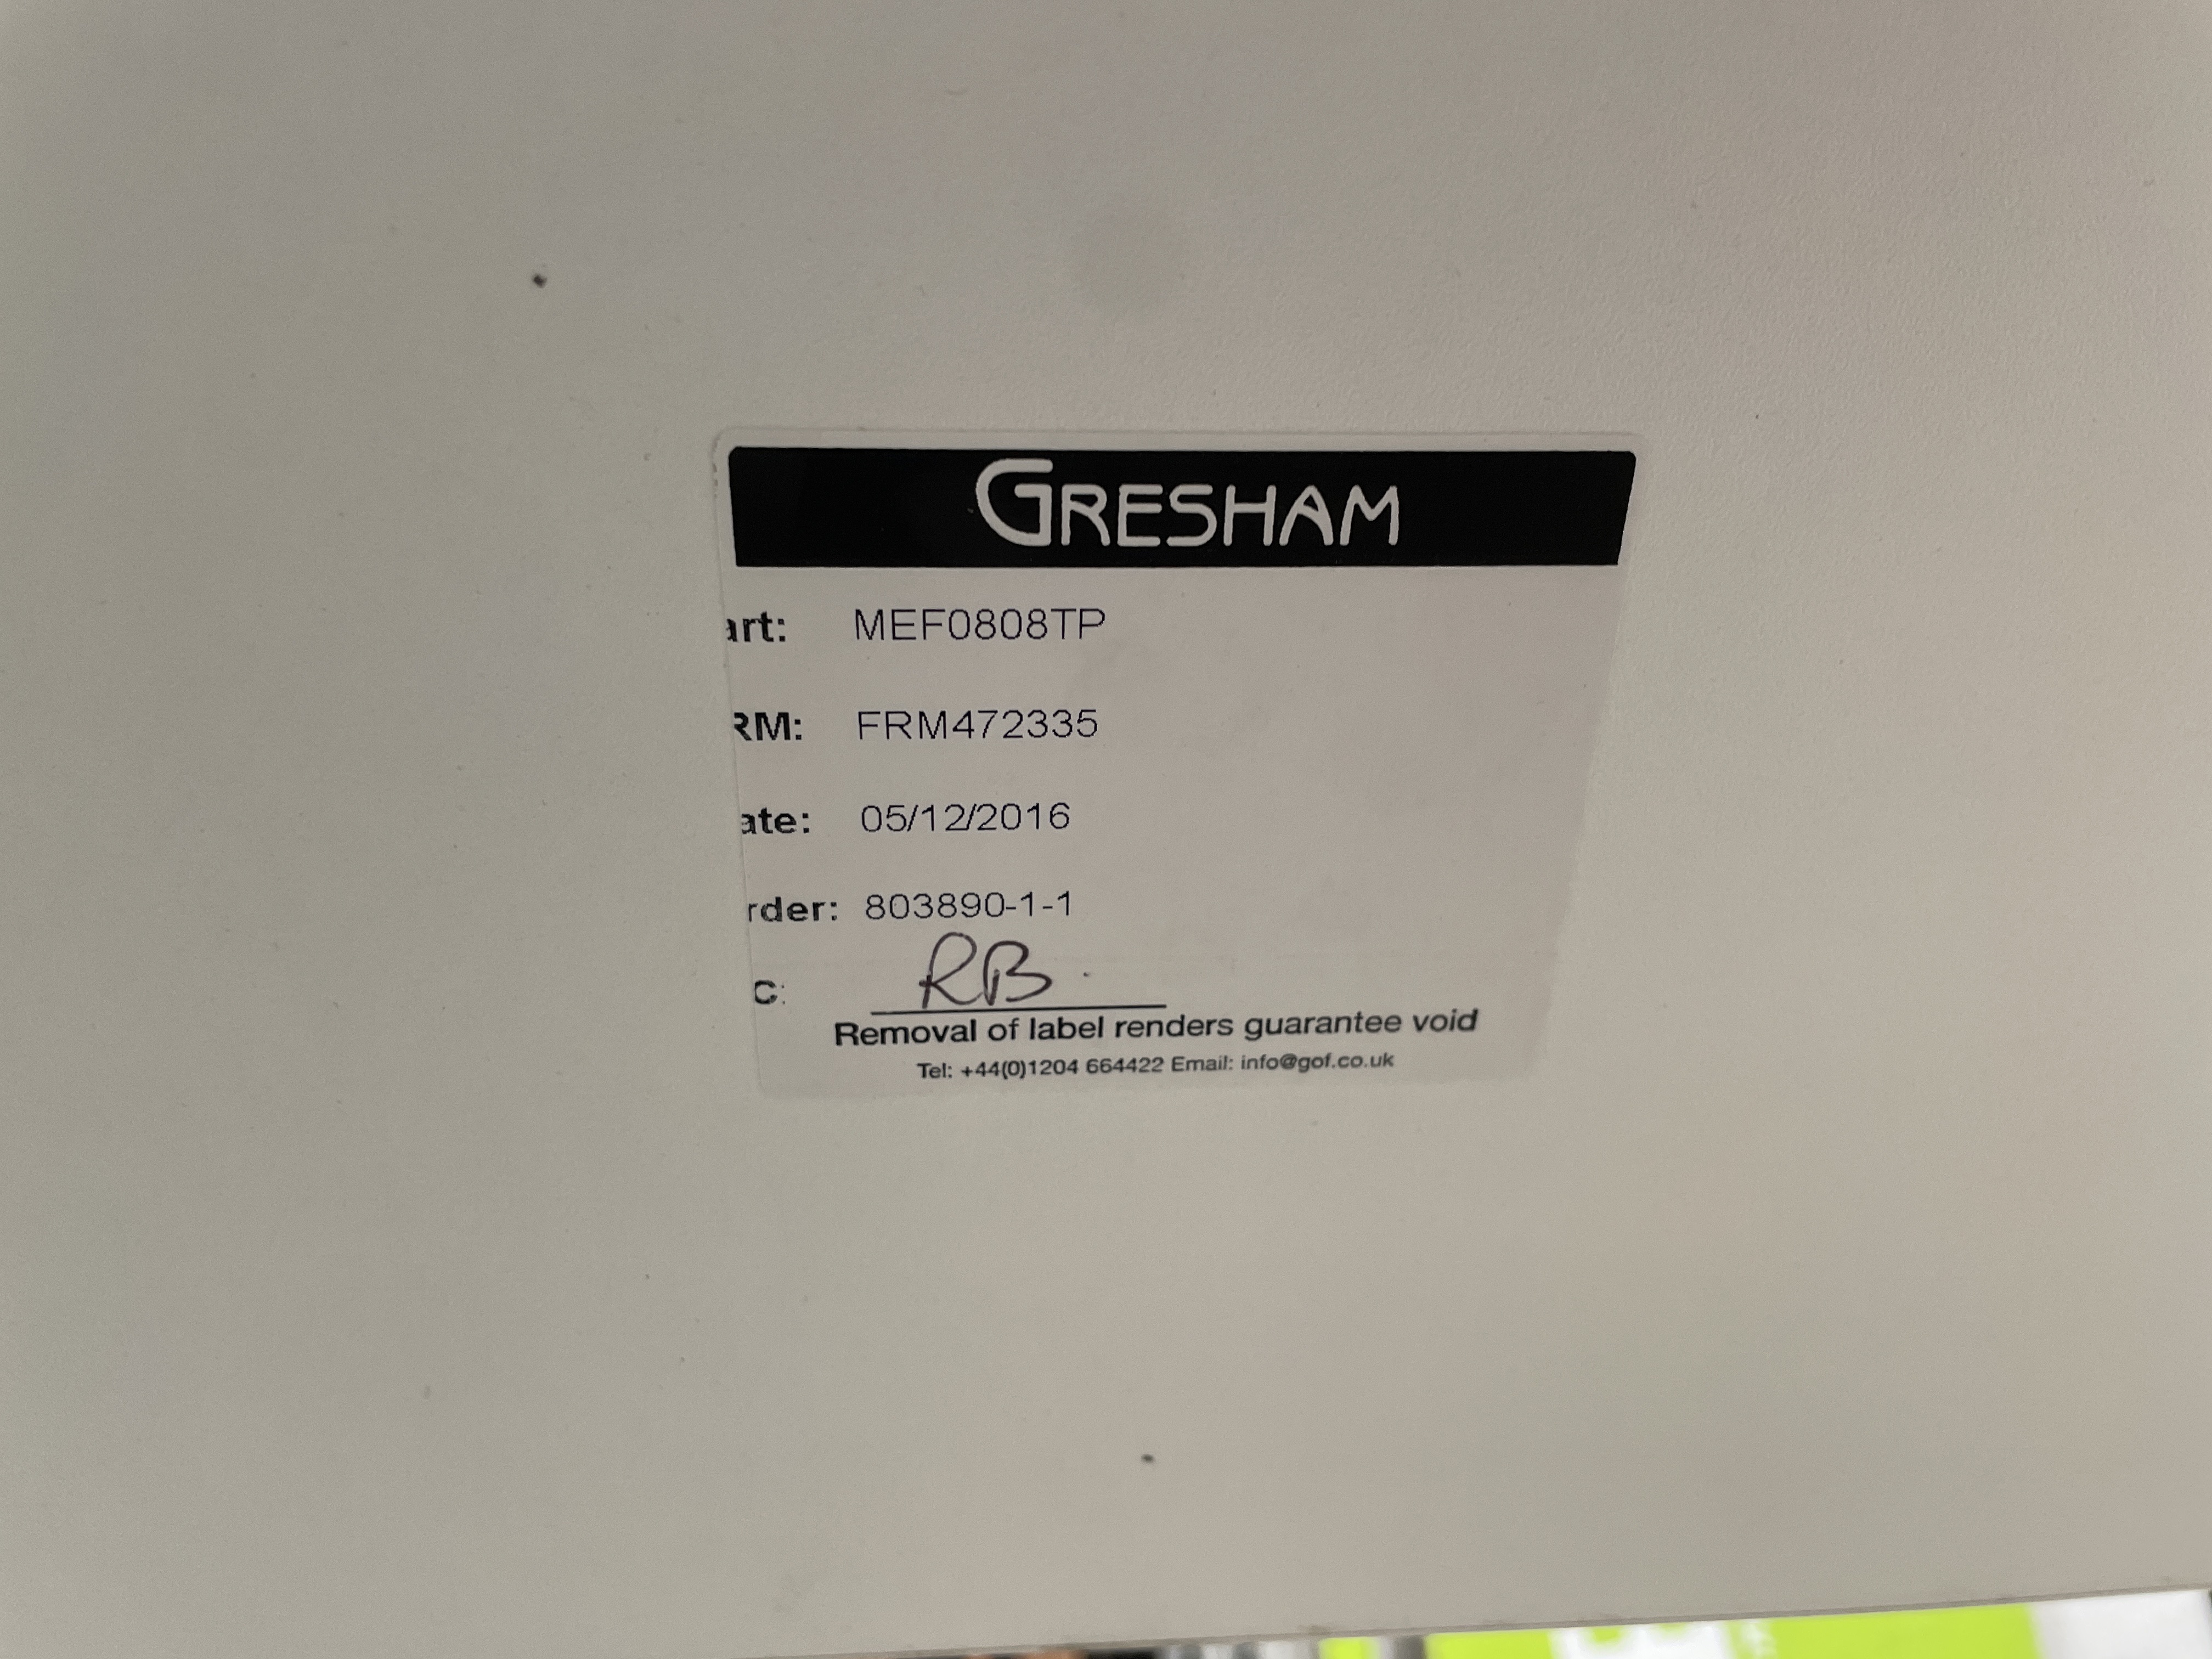 GRESHAM
art: MEF0808TP
RM: FRM472335
ate: 05/12/2016
rder: 803890-1-1
C: RB.
Removal of label renders guarantee void
Tel: +44(0)1204 664422 Email: info@gof.co.uk